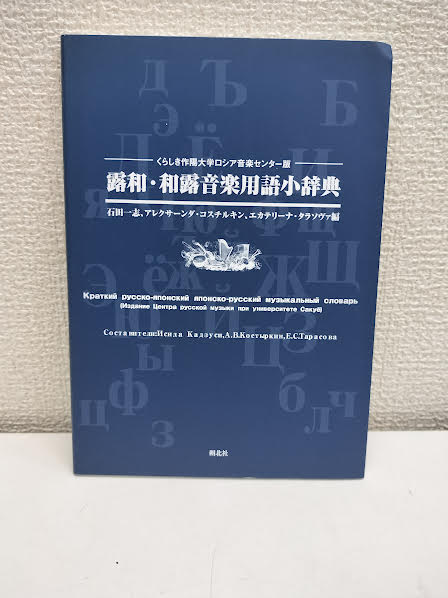 くらしき作陽大学ロシア音楽センター版
露和・和露音楽用語小辞典
石田一志、アレクサーンダ・コスチルキン、エカテリーナ・タラソヴァ編
Краткий русско-японский японско-русский музыкальный словарь
(Издание Центра русской музыки при университете Сакуё)
Составители:Исида Кадзуси,А.В.Костыркин,Е.С.Тарасова
朔北社